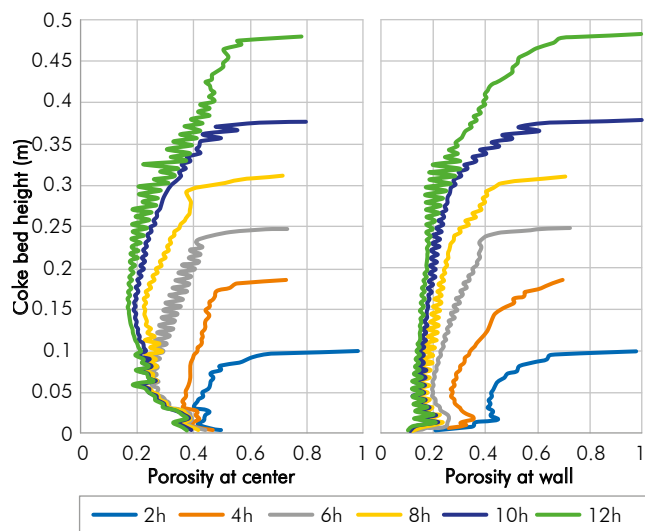 0.5
0.45
0.4
0.35
0.3
0.25
0.2
0.15
0.1
0.05
0
Coke bed height (m)
0 0.2 0.4 0.6 0.8 1
0 0.2 0.4 0.6 0.8 1
Porosity at center
Porosity at wall
2h 4h 6h 8h 10h 12h